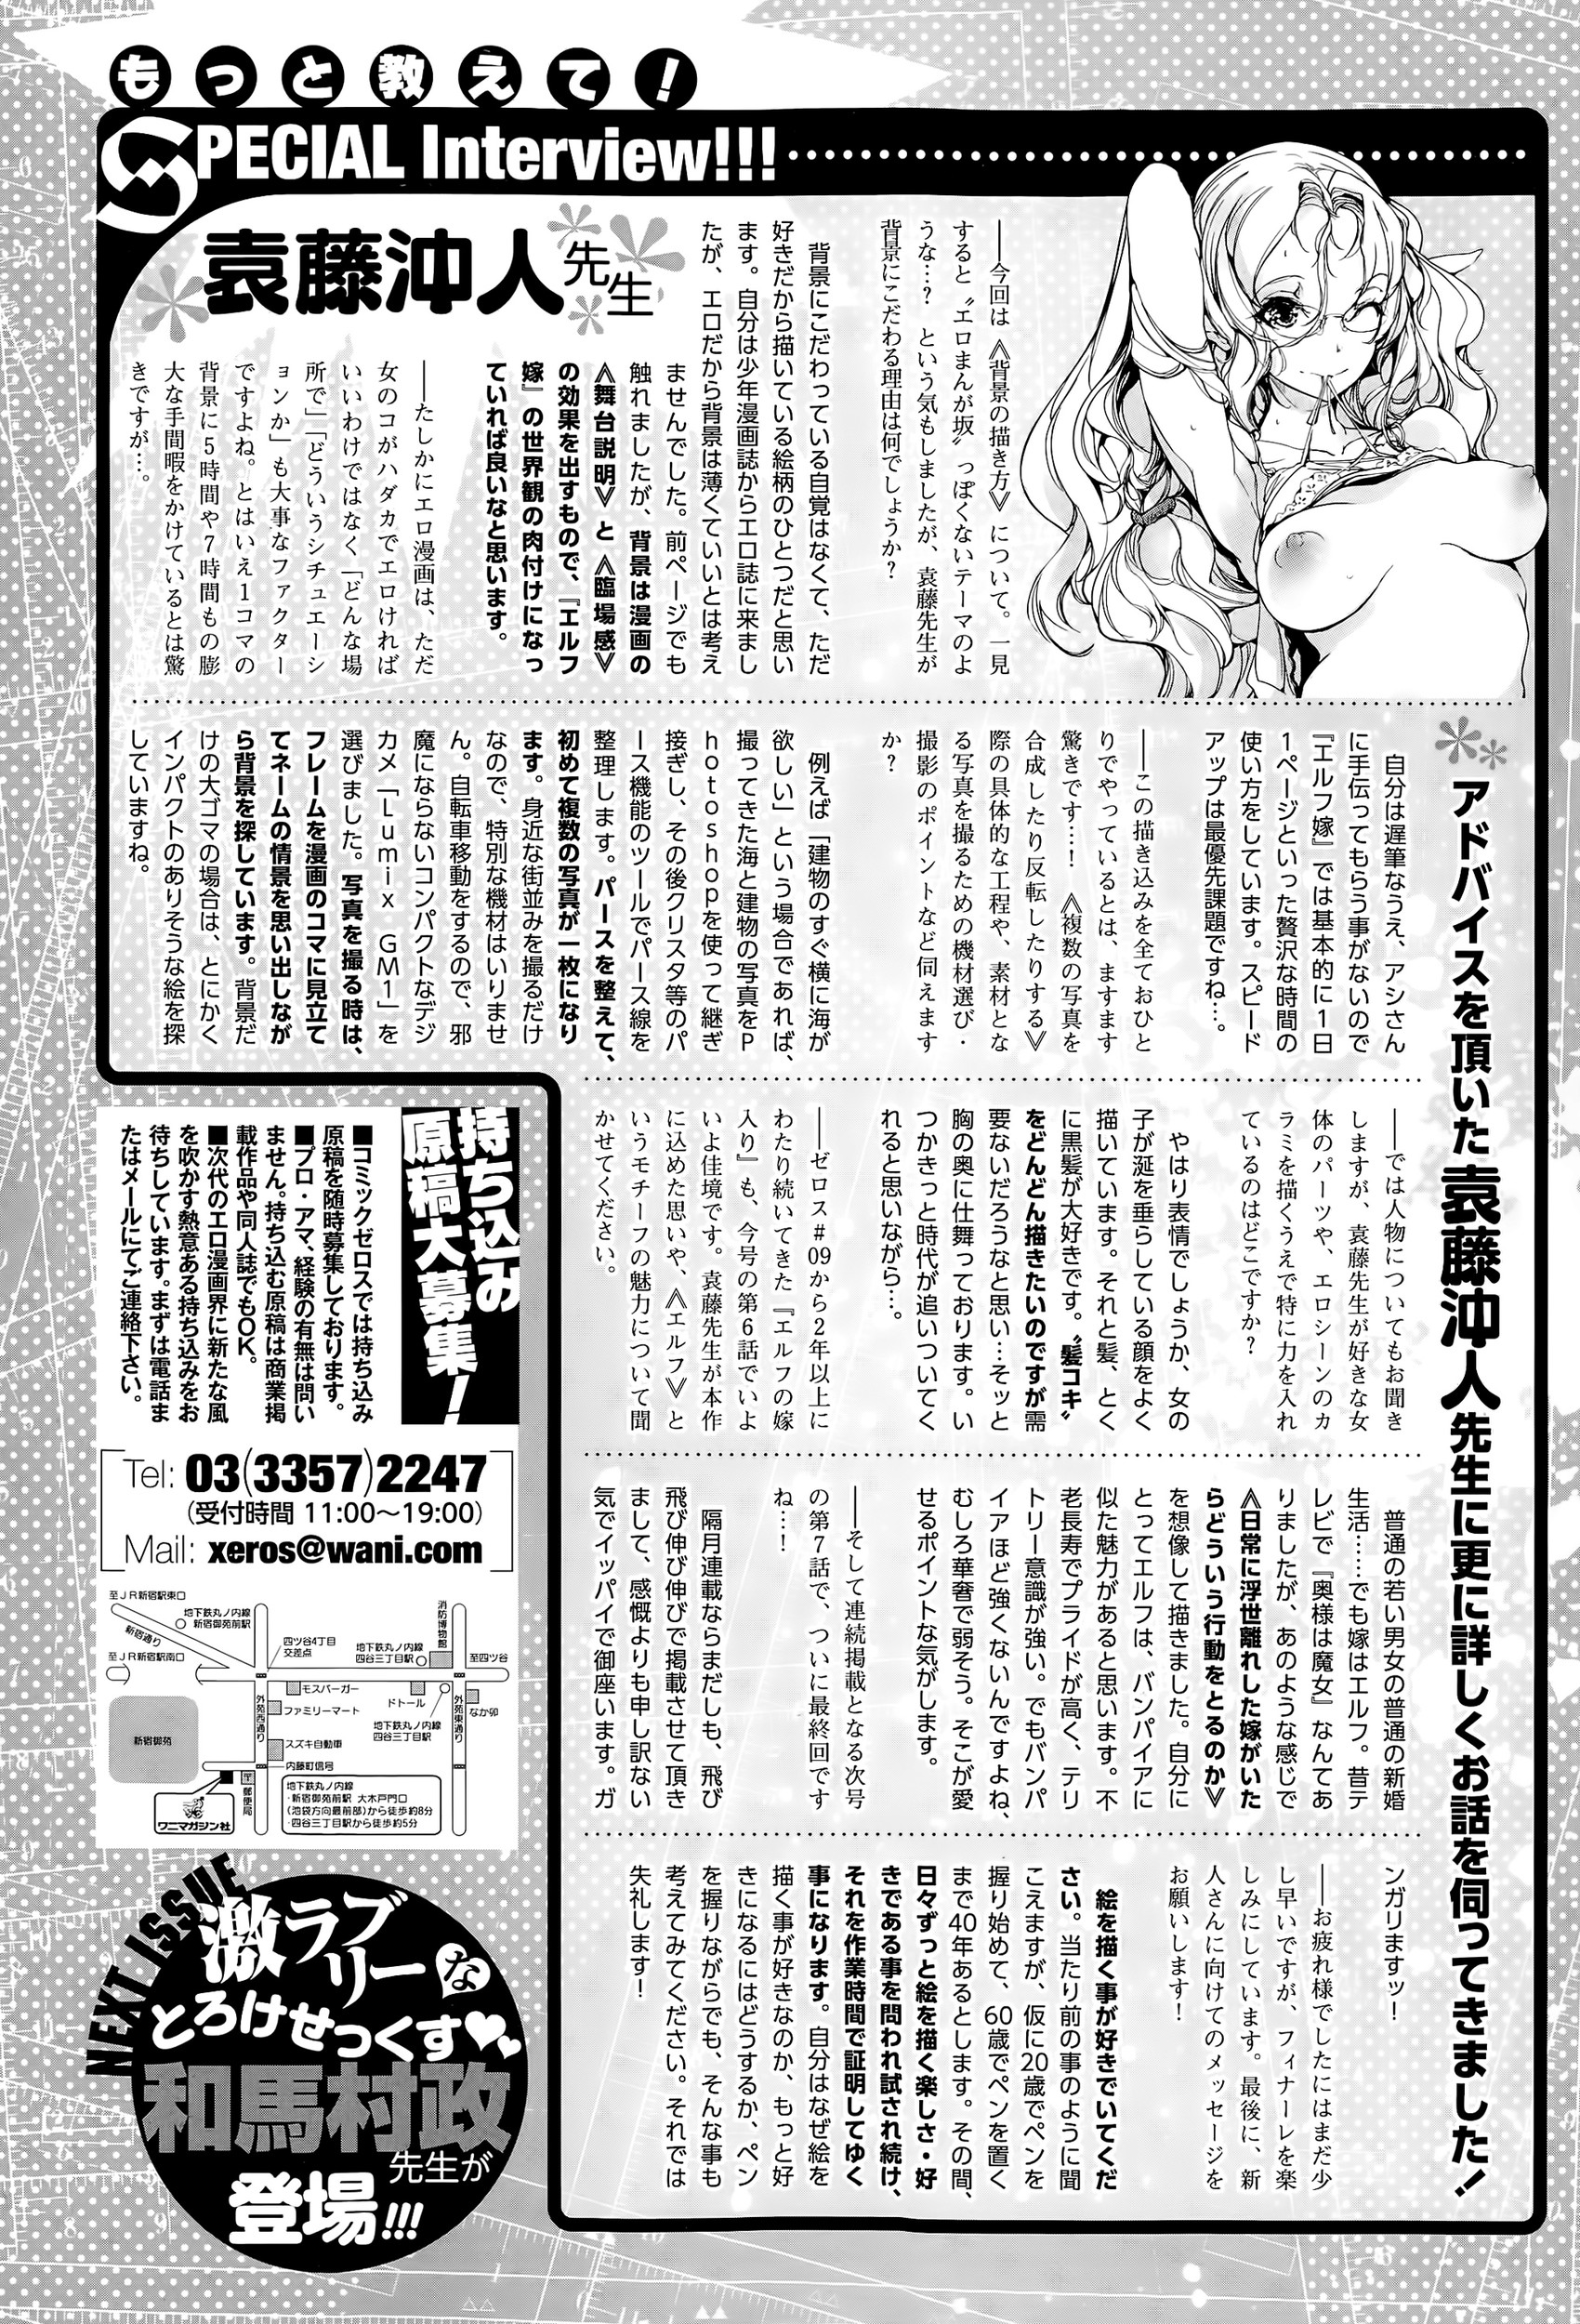 もっと教えて！
SPECIAL Interview!!!
袁藤沖人先生
アドバイスを頂いた袁藤沖人先生に更に詳しくお話を伺ってきました！
――今回は《背景の描き方》について。一見
すると〝エロまんが坂〟っぽくないテーマのよ
うな…？ という気もしましたが、袁藤先生が
背景にこだわる理由は何でしょうか？
背景にこだわっている自覚はなくて、ただ
好きだから描いている絵柄のひとつだと思い
ます。自分は少年漫画誌からエロ誌に来まし
たが、エロだから背景は薄くていいとは考え
ませんでした。前ページでも
触れましたが、背景は漫画の
《舞台説明》と《臨場感》
の効果を出すもので、『エルフ
嫁』の世界観の肉付けになっ
ていれば良いなと思います。
――たしかにエロ漫画は、ただ
女のコがハダカでエロければ
いいわけではなく「どんな場
所で」「どういうシチュエーシ
ョンか」も大事なファクター
ですよね。とはいえ1コマの
背景に5時間や7時間もの膨
大な手間暇をかけているとは驚
きですが…。
自分は遅筆なうえ、アシさん
に手伝ってもらう事がないので
『エルフ嫁』では基本的に1日
1ページといった贅沢な時間の
使い方をしています。スピード
アップは最優先課題ですね…。
――この描き込みを全ておひと
りでやっているとは、ますます
驚きです…！《複数の写真を
合成したり反転したりする》
際の具体的な工程や、素材とな
る写真を撮るための機材選び・
撮影のポイントなど伺えます
か？
例えば「建物のすぐ横に海が
欲しい」という場合であれば、
撮ってきた海と建物の写真をP
hotoshopを使って継ぎ
接ぎし、その後クリスタ等のパ
ース機能のツールでパース線を
整理します。パースを整えて、
初めて複数の写真が一枚になり
ます。身近な街並みを撮るだけ
なので、特別な機材はいりませ
ん。自転車移動をするので、邪
魔にならないコンパクトなデジ
カメ「Lumix GM1」を
選びました。写真を撮る時は、
フレームを漫画のコマに見立て
てネームの情景を思い出しなが
ら背景を探しています。背景だ
けの大ゴマの場合は、とにかく
インパクトのありそうな絵を探
していますね。
――では人物についてもお聞き
しますが、袁藤先生が好きな女
体のパーツや、エロシーンのカ
ラミを描くうえで特に力を入れ
ているのはどこですか？
やはり表情でしょうか、女の
子が涎を垂らしている顔をよく
描いています。それと髪、とく
に黒髪が大好きです。〝髪コキ〟
をどんどん描きたいのですが需
要ないだろうなと思い…そッと
胸の奥に仕舞っております。い
つかきっと時代が追いついてく
れると思いながら…。
――ゼロス#09から2年以上に
わたり続いてきた『エルフの嫁
入り』も、今号の第6話でいよ
いよ佳境です。袁藤先生が本作
に込めた思いや、《エルフ》と
いうモチーフの魅力について聞
かせてください。
普通の若い男女の普通の新婚
生活……でも嫁はエルフ。昔テ
レビで『奥様は魔女』なんてあ
りましたが、あのような感じで
《日常に浮世離れした嫁がいた
らどういう行動をとるのか》
を想像して描きました。自分に
とってエルフは、バンパイアに
似た魅力があると思います。不
老長寿でプライドが高く、テリ
トリー意識が強い。でもバンパ
イアほど強くないんですよね、
むしろ華奢で弱そう。そこが愛
せるポイントな気がします。
――そして連続掲載となる次号
の第7話で、ついに最終回です
ね…！
隔月連載ならまだしも、飛び
飛び伸び伸びで掲載させて頂き
まして、感慨よりも申し訳ない
気でイッパイで御座います。ガ
ンガリますッ！
――お疲れ様でしたにはまだ少
し早いですが、フィナーレを楽
しみにしています。最後に、新
人さんに向けてのメッセージを
お願いします！
絵を描く事が好きでいてくだ
さい。当たり前の事のように聞
こえますが、仮に20歳でペンを
握り始めて、60歳でペンを置く
まで40年あるとします。その間、
日々ずっと絵を描く楽しさ・好
きである事を問われ試され続け、
それを作業時間で証明してゆく
事になります。自分はなぜ絵を
描く事が好きなのか、もっと好
きになるにはどうするか、ペン
を握りながらでも、そんな事も
考えてみてください。それでは
失礼します！
持ち込み
原稿大募集！
■コミックゼロスでは持ち込み
原稿を随時募集しております。
■プロ・アマ、経験の有無は問い
ません。持ち込む原稿は商業掲
載作品や同人誌でもOK。
■次代のエロ漫画界に新たな風
を吹かす熱意ある持ち込みをお
待ちしています。まずは電話ま
たはメールにてご連絡下さい。
Tel: 03(3357)2247
(受付時間 11:00〜19:00)
Mail: xeros@wani.com
至JR新宿駅東口
地下鉄丸ノ内線
新宿御苑前駅
新宿通り
至JR新宿駅南口
四ツ谷4丁目
交差点
消防博物館
地下鉄丸ノ内線
四谷三丁目駅
至四ツ谷
モスバーガー
ファミリーマート
ドトール
なか卯
地下鉄丸ノ内線
四谷三丁目駅
外苑西通り
外苑東通り
新宿御苑
スズキ自動車
内藤町信号
〒郵便局
ワニマガジン社
地下鉄丸ノ内線
・新宿御苑前駅 大木戸門口
(池袋方向最前部)から徒歩約8分
・四谷三丁目駅から徒歩約5分
NEXT ISSUE
激ラブリーな
とろけせっくす♥♥
和馬村政
先生が
登場!!!